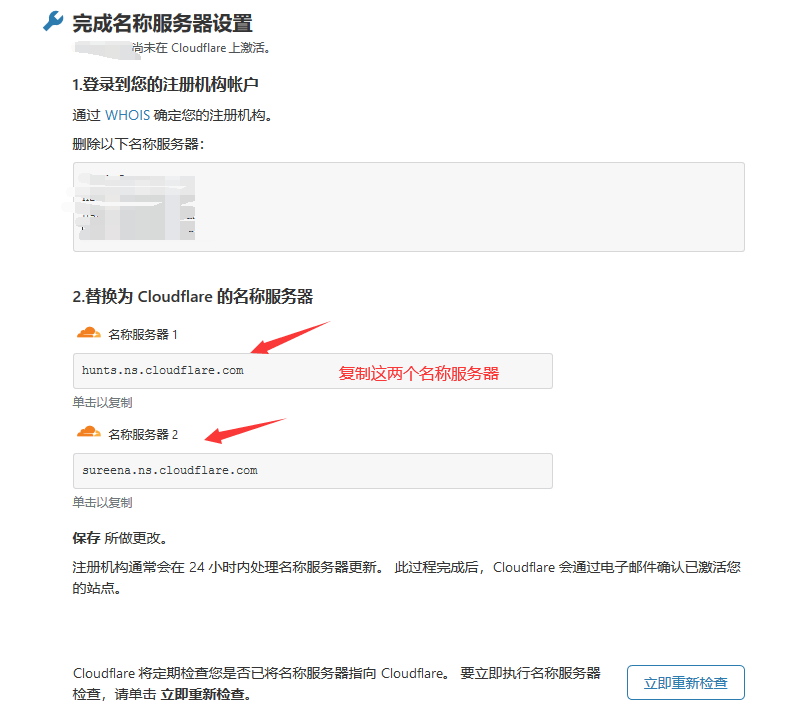 完成名称服务器设置
尚未在 Cloudflare 上激活。
1.登录到您的注册机构帐户
通过 WHOIS 确定您的注册机构。
删除以下名称服务器：
2.替换为 Cloudflare 的名称服务器
名称服务器 1
hunts.ns.cloudflare.com
复制这两个名称服务器
单击以复制
名称服务器 2
sureena.ns.cloudflare.com
单击以复制
保存 所做更改。
注册机构通常会在 24 小时内处理名称服务器更新。 此过程完成后，Cloudflare 会通过电子邮件确认已激活您
的站点。
Cloudflare 将定期检查您是否已将名称服务器指向 Cloudflare。 要立即执行名称服务器
检查，请单击 立即重新检查。
立即重新检查